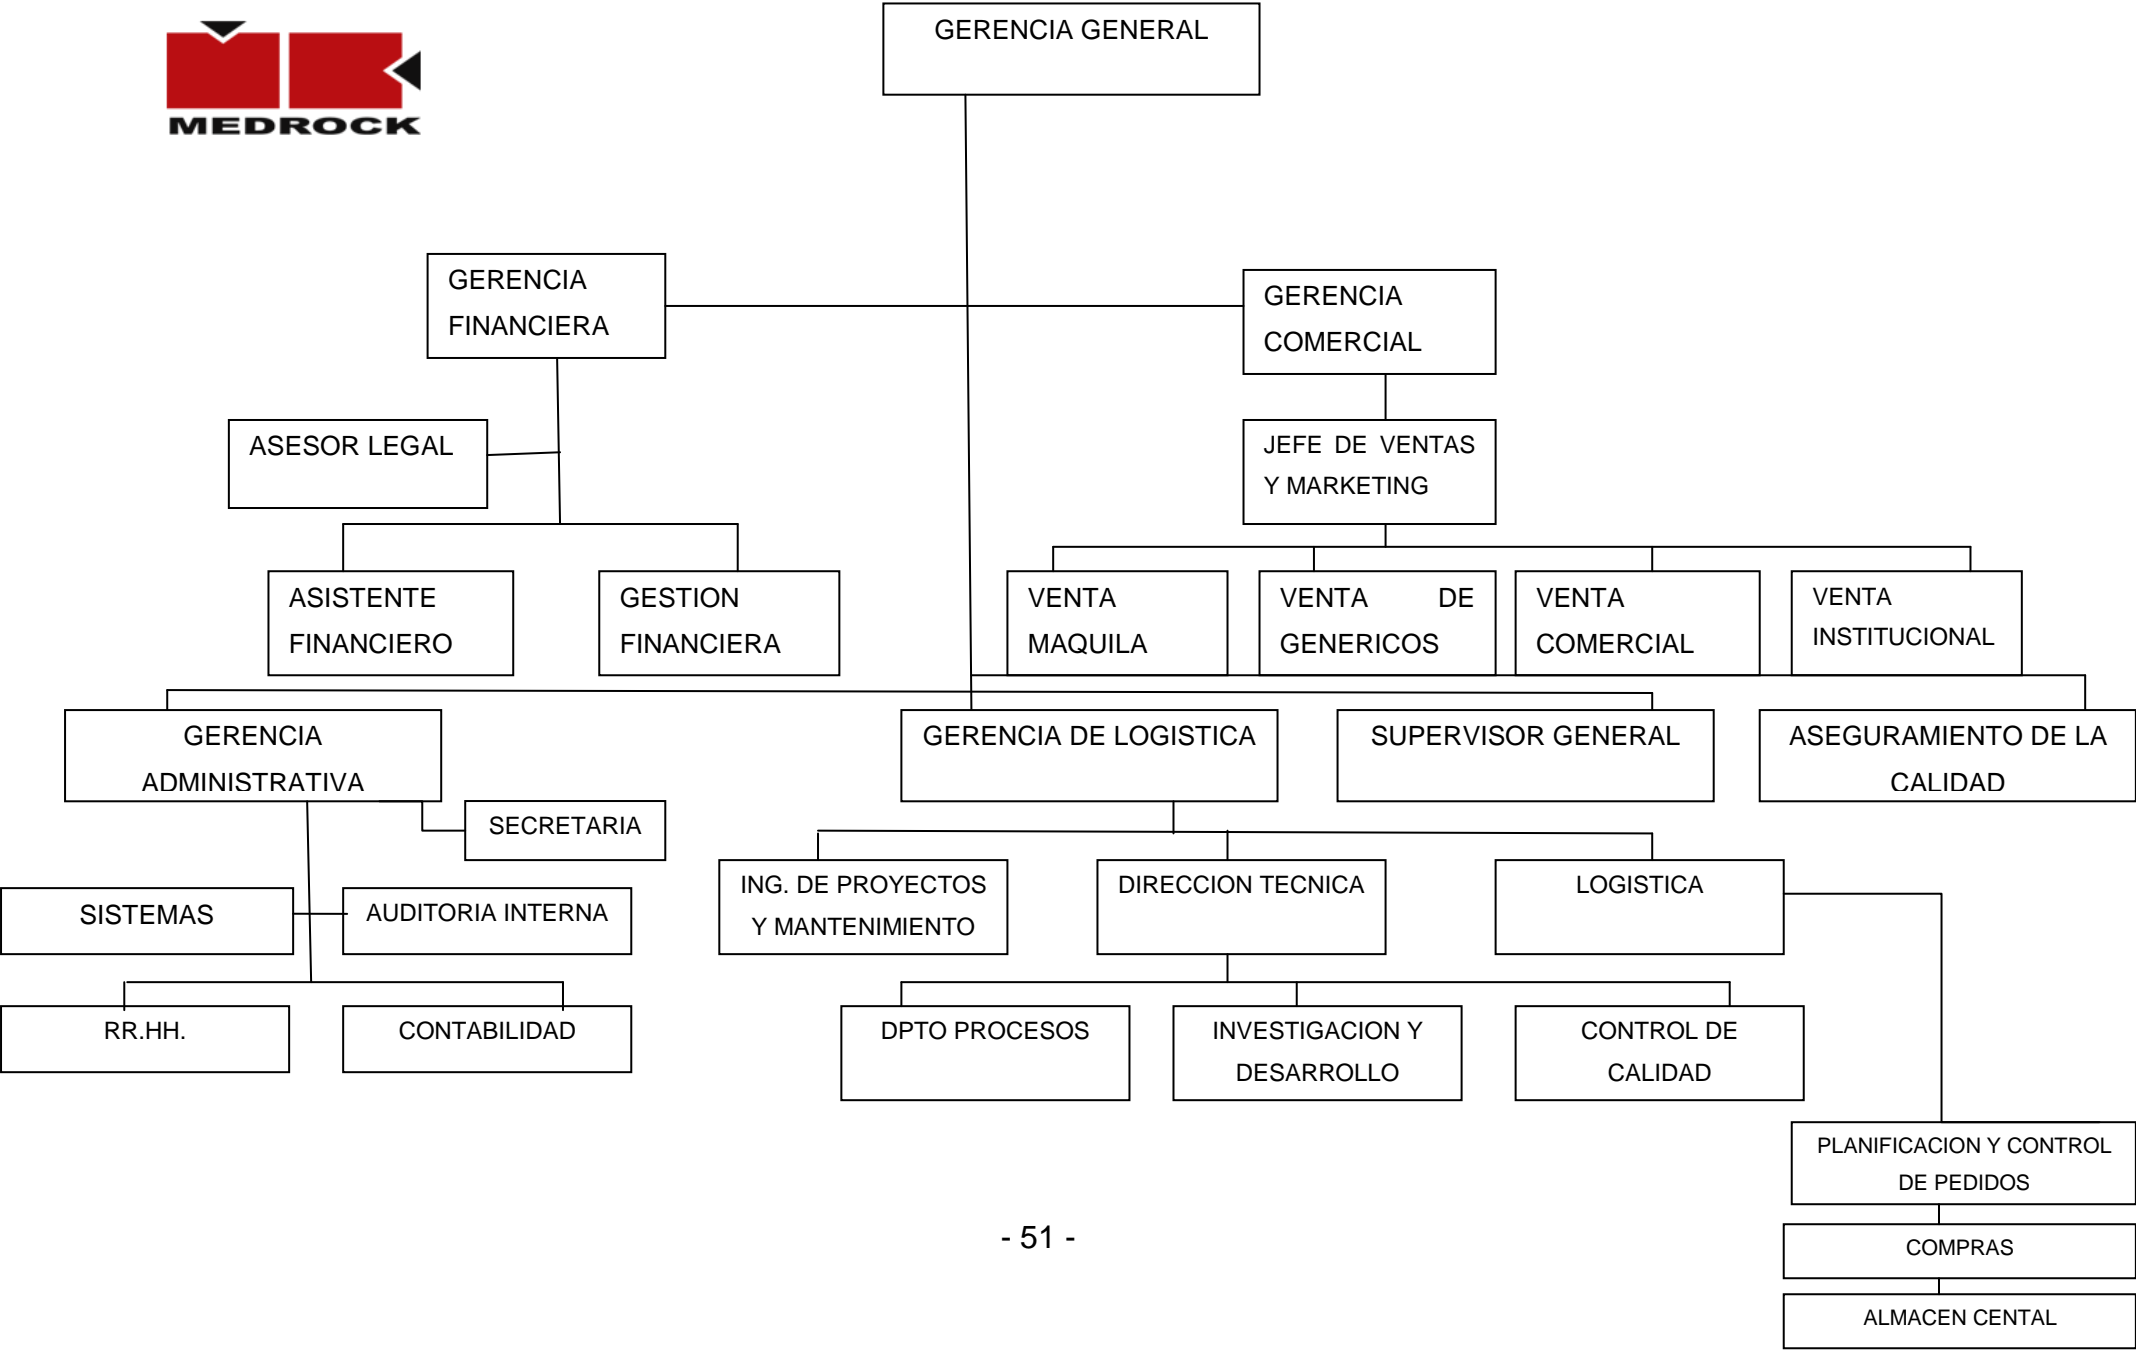 MEDROCK
GERENCIA GENERAL
GERENCIA
FINANCIERA
GERENCIA
COMERCIAL
ASESOR LEGAL
JEFE DE VENTAS
Y MARKETING
ASISTENTE
FINANCIERO
GESTION
FINANCIERA
VENTA
MAQUILA
VENTA DE
GENERICOS
VENTA
COMERCIAL
VENTA
INSTITUCIONAL
GERENCIA
ADMINISTRATIVA
GERENCIA DE LOGISTICA
SUPERVISOR GENERAL
ASEGURAMIENTO DE LA
CALIDAD
SECRETARIA
SISTEMAS
AUDITORIA INTERNA
ING. DE PROYECTOS
Y MANTENIMIENTO
DIRECCION TECNICA
LOGISTICA
RR.HH.
CONTABILIDAD
DPTO PROCESOS
INVESTIGACION Y
DESARROLLO
CONTROL DE
CALIDAD
PLANIFICACION Y CONTROL
DE PEDIDOS
COMPRAS
ALMACEN CENTAL
- 51 -